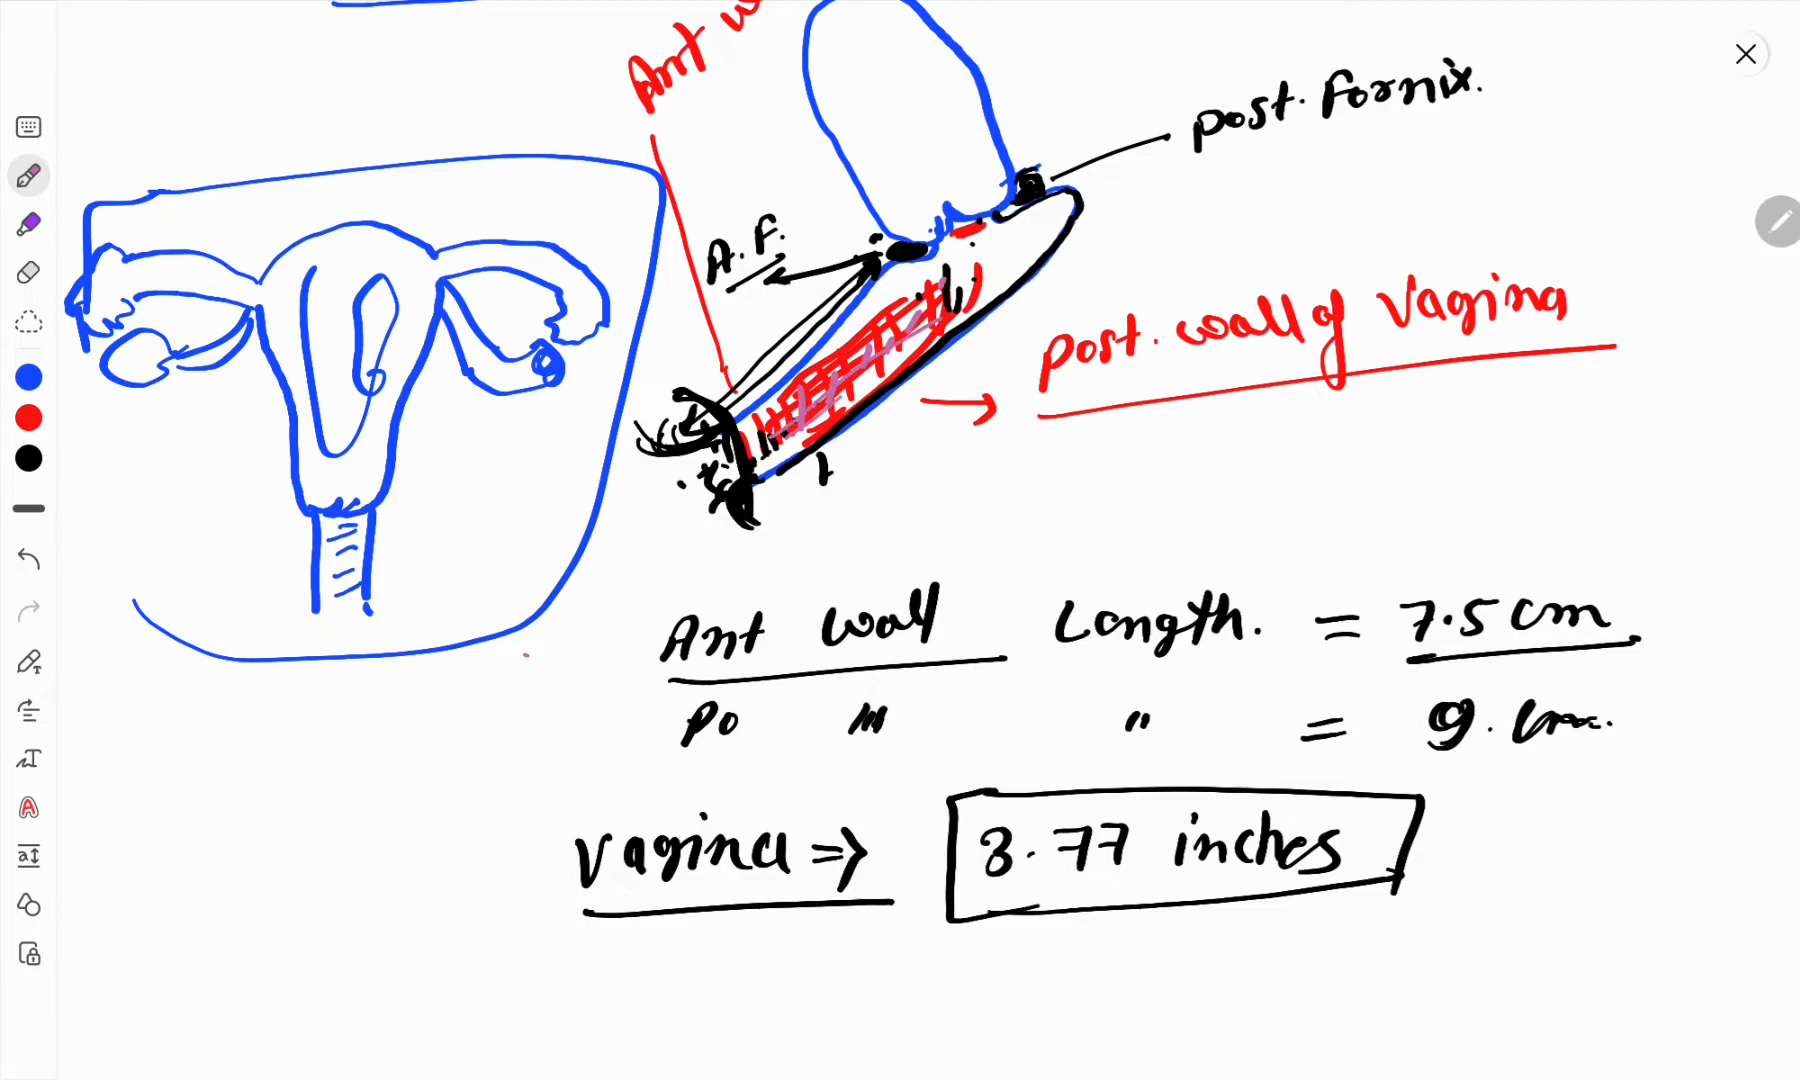 Ant w
post. Fornix.
A.F.
post. wall of vagina
Ant wall Length. = 7.5 cm
Po " " = 9. cm.
vagina ⇒ 3.77 inches